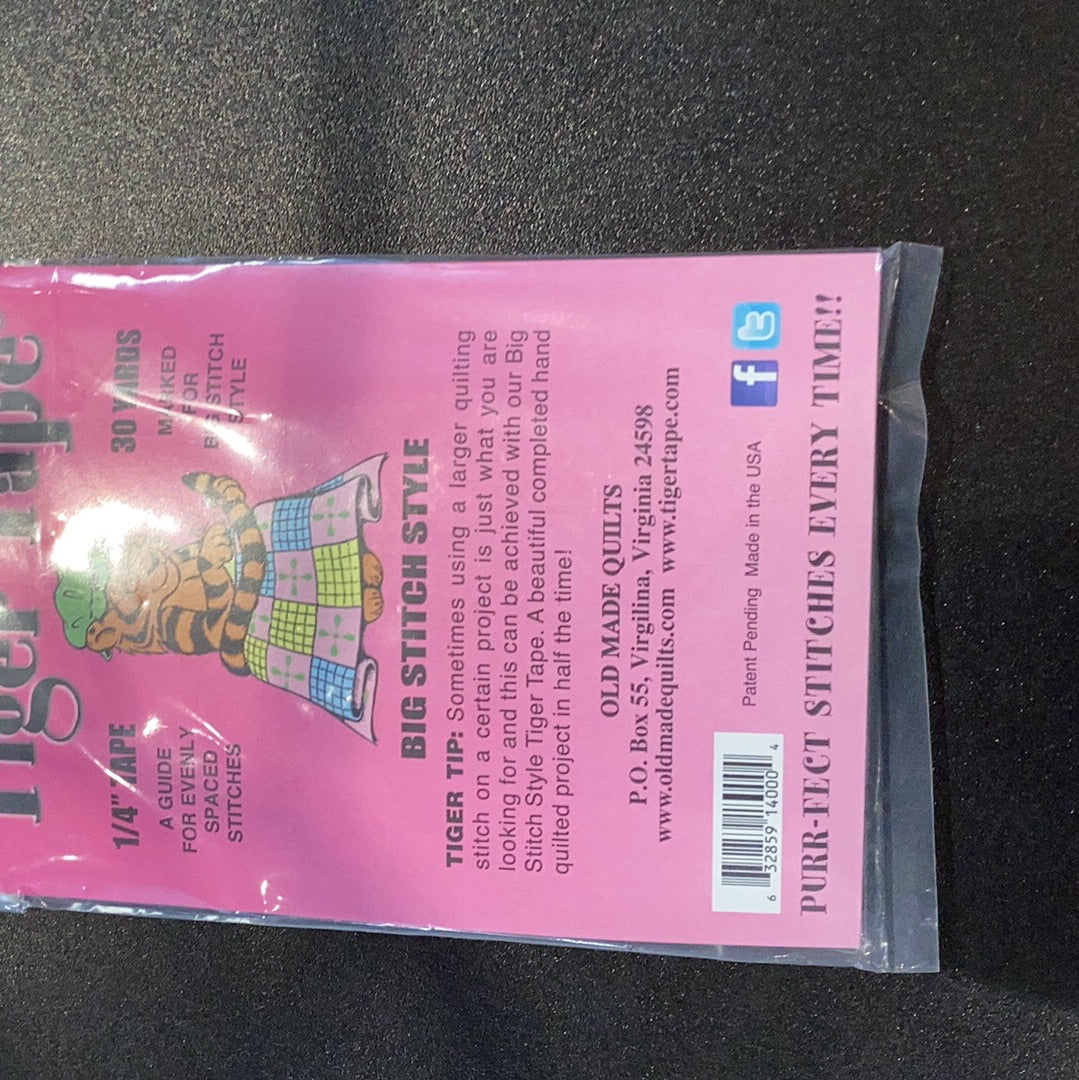 Tiger Tape
1/4" TAPE
A GUIDE
FOR EVENLY
SPACED
STITCHES
30 YARDS
MARKED
FOR
BIG STITCH
STYLE
BIG STITCH STYLE
TIGER TIP: Sometimes using a larger quilting
stitch on a certain project is just what you are
looking for and this can be achieved with our Big
Stitch Style Tiger Tape. A beautiful completed hand
quilted project in half the time!
OLD MADE QUILTS
P.O. Box 55, Virgilina, Virginia 24598
www.oldmadequilts.com www.tigertape.com
6 32859 14000 4
Patent Pending Made in the USA
f t
PURR-FECT STITCHES EVERY TIME!!